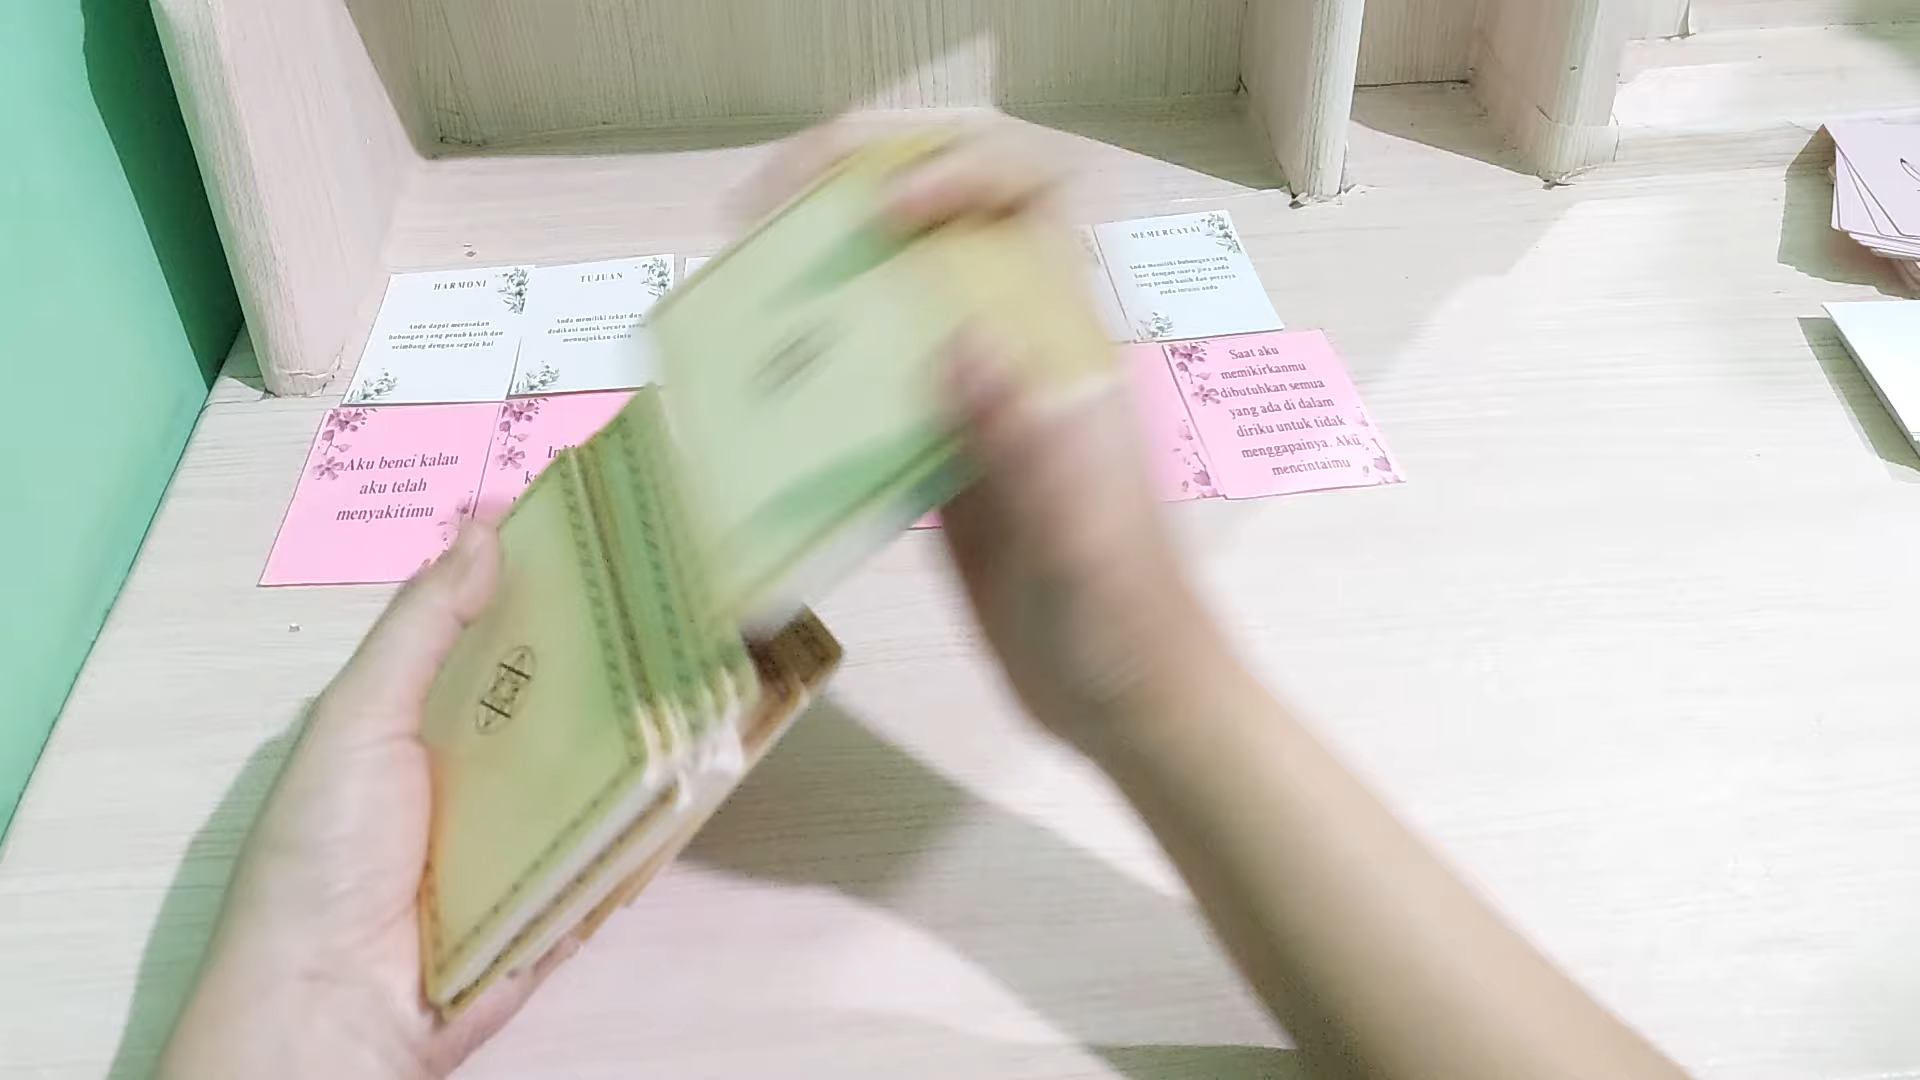 HARMONI
Anda dapat merasakan
hubungan yang penuh kasih dan
seimbang dengan segala hal
TUJUAN
Anda memiliki tekat dan
dedikasi untuk secara
menunjukkan cinta
MEMERCAYAI
Anda memiliki hubungan yang
kuat dengan suara jiwa anda
yang penuh kasih dan percaya
pada intuisi anda
Aku benci kalau
aku telah
menyakitimu
Saat aku
memikirkanmu
dibutuhkan semua
yang ada di dalam
diriku untuk tidak
menggapainya. Aku
mencintaimu